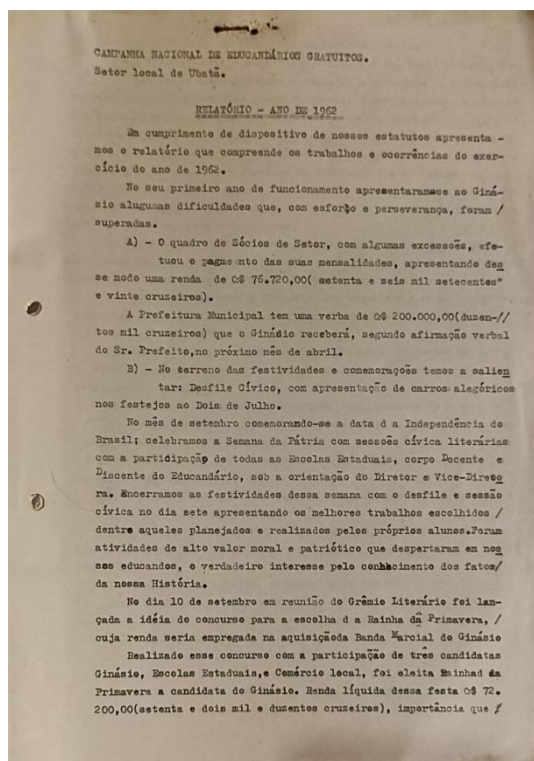 CAMPANHA NACIONAL DE EDUCANDÁRIOS GRATUITOS.
Setor local de Ubatã.
RELATÓRIO - ANO DE 1962
Em cumprimento de dispositivo de nossos estatutos apresenta -
mos o relatório que compreende os trabalhos e ocorrências do exer-
cício do ano de 1962.
No seu primeiro ano de funcionamento apresentaram-se ao Giná-
sio alugumas dificuldades que, com esforço e perseverança, foram /
superadas.
A) - O quadro de Sócios de Setor, com algumas excessões, efe-
tuou o pagamento das suas mensalidades, apresentando des
se modo uma renda de Cr$ 76.720,00( setenta e seis mil setecentos"
e vinte cruzeiros).
A Prefeitura Municipal tem uma verba de Cr$ 200.000,00(duzen-//
tos mil cruzeiros) que o Ginásio receberá, segundo afirmação verbal
do Sr. Prefeito,no próximo mês de abril.
B) - No terreno das festividades e comemorações temos a salien
tar: Desfile Cívico, com apresentação de carros alegóricos
nos festejos ao Dois de Julho.
No mês de setembro comemorando-se a data d a Independência do
Brasil; celebramos a Semana da Pátria com sessões cívica literárias
com a participação de todas as Escolas Estaduais, corpo Docente e
Discente do Educandário, sob a orientação do Diretor e Vice-Direto
ra. Encerramos as festividades dessa semana com o desfile e sessão
cívica no dia sete apresentando os melhores trabalhos escolhidos /
dentre aqueles planejados e realizados pelos próprios alunos.Foram
atividades de alto valor moral e patriótico que despertaram em nos
sos educandos, o verdadeiro interesse pelo conhecimento dos fatos/
da nossa História.
No dia 10 de setembro em reunião do Grêmio Literário foi lan-
çada a idéia do concurso para a escolha d a Rainha da Primavera, /
cuja renda seria empregada na aquisiçãoda Banda Marcial do Ginásio
Realizado esse concurso com a participação de três candidatas
Ginásio, Escolas Estaduais,e Comércio local, foi eleita Rainhad da
Primavera a candidata do Ginásio. Renda líquida dessa festa Cr$ 72.
200,00(setenta e dois mil e duzentos cruzeiros), importância que /